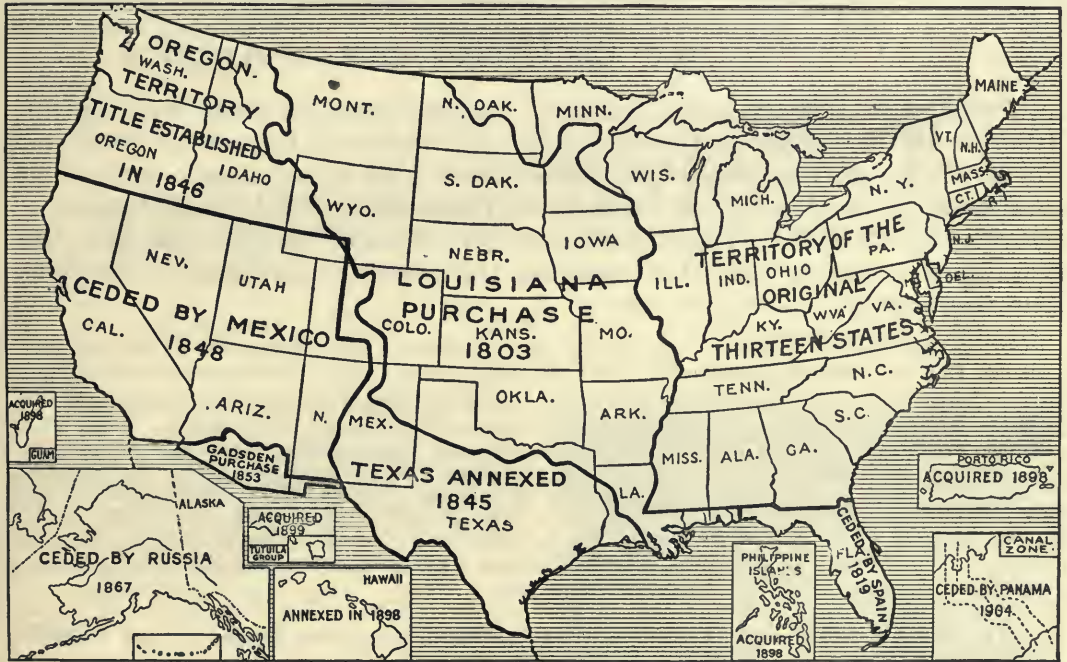 OREGON.
WASH.
TERRITORY
TITLE ESTABLISHED
OREGON
IDAHO
IN 1846
MONT.
N. DAK.
MINN.
S. DAK.
WYO.
NEBR.
IOWA
WIS.
MICH.
MAINE
VT.
N.H.
MASS.
CT.
R.I.
N. Y.
PA.
N.J.
DEL.
TERRITORY OF THE
IND.
OHIO
ORIGINAL
ILL.
KY.
W.VA.
VA.
THIRTEEN STATES
TENN.
N.C.
S.C.
MISS.
ALA.
GA.
LOUISIANA
PURCHASE
KANS.
1803
COLO.
MO.
OKLA.
ARK.
LA.
NEV.
UTAH
CEDED BY
MEXICO
1848
CAL.
ARIZ.
N. MEX.
GADSDEN
PURCHASE
1853
TEXAS ANNEXED
1845
TEXAS
CEDED BY SPAIN
1819
FLA.
ACQUIRED
1898
GUAM
ALASKA
CEDED BY RUSSIA
1867
ACQUIRED
1899
TUTUILA
GROUP
HAWAII
ANNEXED IN 1898
PHILIPPINE
ISLANDS
ACQUIRED
1898
PORTO RICO
ACQUIRED 1898
CANAL
ZONE.
CEDED BY PANAMA
1904